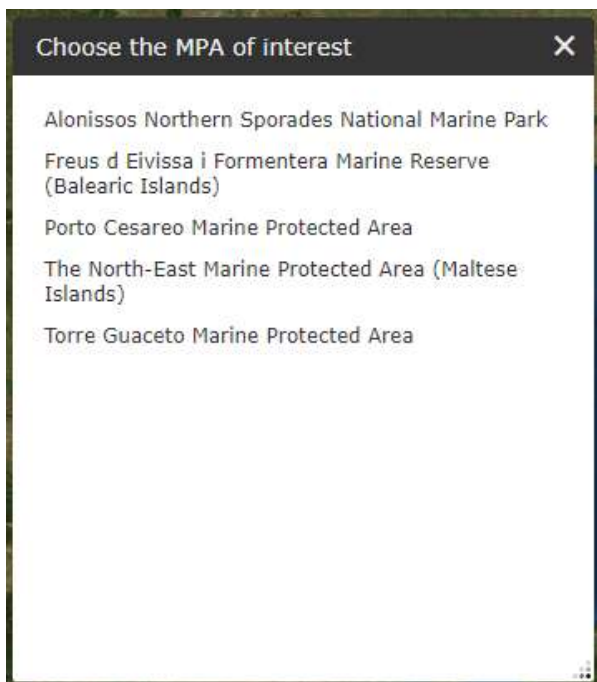 Choose the MPA of interest
Alonissos Northern Sporades National Marine Park
Freus d Eivissa i Formentera Marine Reserve
(Balearic Islands)
Porto Cesareo Marine Protected Area
The North-East Marine Protected Area (Maltese
Islands)
Torre Guaceto Marine Protected Area